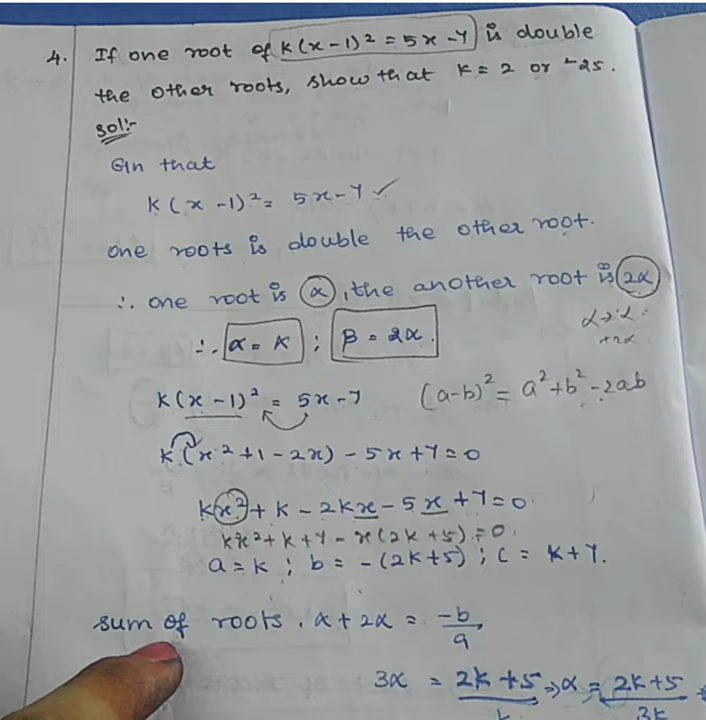 4. If one root of k(x-1)² = 5x-7 is double
the other roots, show that k = 2 or -25.
Sol:-
Gn that
k(x-1)² = 5x-7 ✓
one roots is double the other root.
∴ one root is α, the another root is 2α
∴ α = α ; β = 2α.
k(x-1)² = 5x-7 (a-b)² = a²+b²-2ab
k(x²+1-2x) - 5x+7=0
kx²+k-2kx-5x+7=0.
kx²+k+7-x(2k+5)=0.
a=k ; b = -(2k+5) ; c = k+7.
sum of roots. α+2α = -b/a
3α = 2k+5 ⇒ α = 2k+5
3k